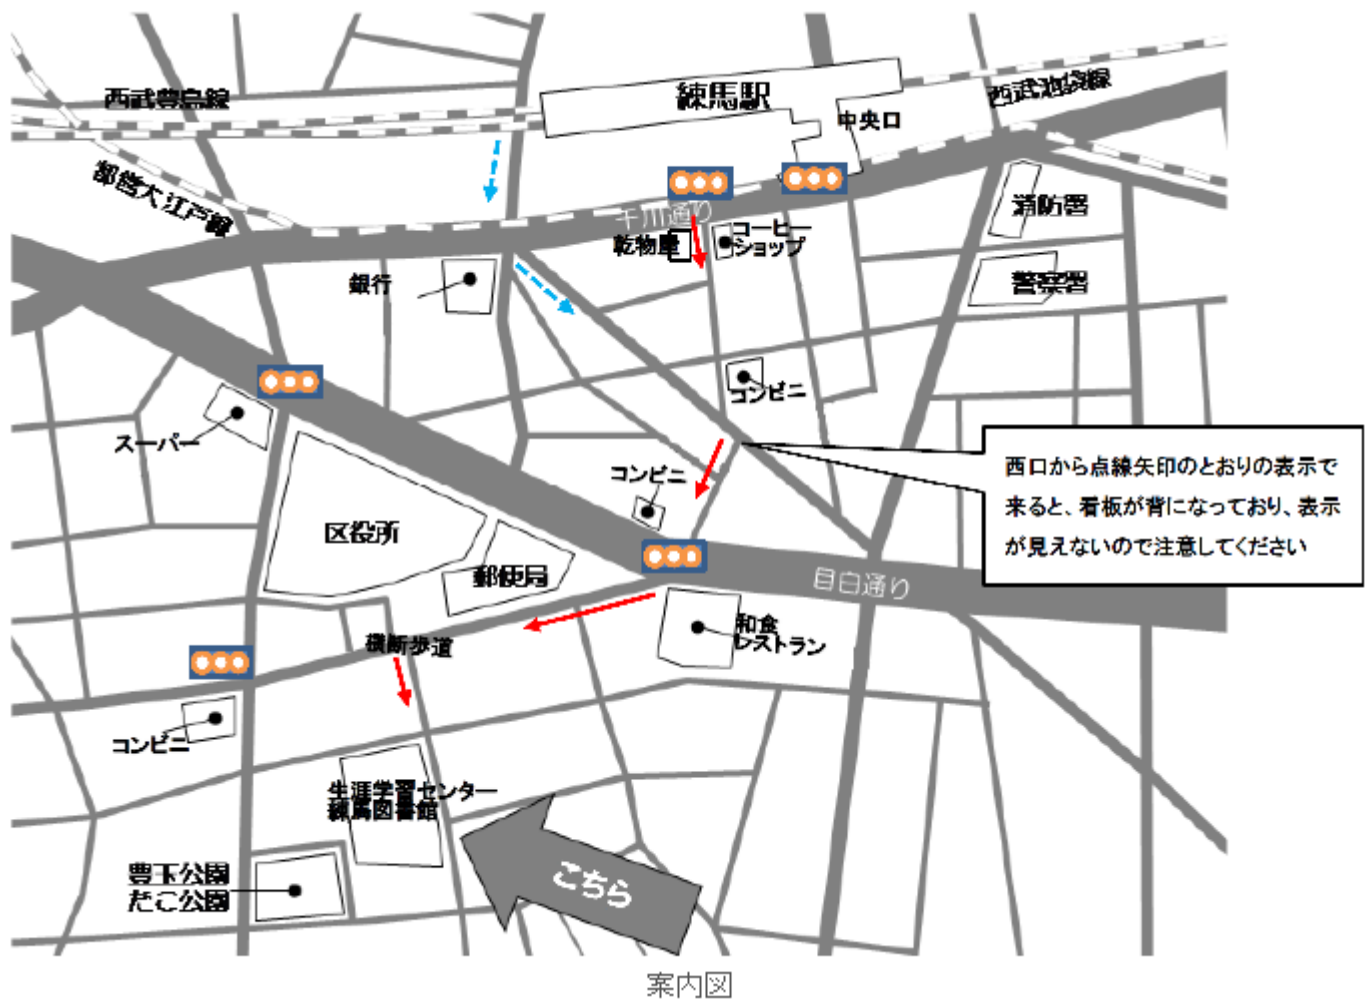 西武豊島線
練馬駅
西武池袋線
中央口
都営大江戸線
千川通り
消防署
乾物屋
コーヒー
ショップ
銀行
警察署
コンビニ
スーパー
コンビニ
西口から点線矢印のとおりの表示で
来ると、看板が背になっており、表示
が見えないので注意してください
区役所
郵便局
目白通り
和食
レストラン
横断歩道
コンビニ
生涯学習センター
練馬図書館
豊玉公園
たこ公園
こちら
案内図